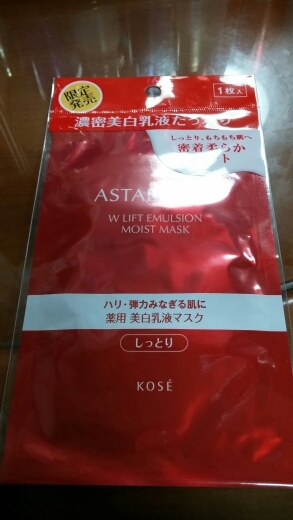 限定
発売
1枚入
濃密美白乳液たっ
しっとり、もちもち肌へ
密着柔らか
ト
W LIFT EMULSION
MOIST MASK
ハリ・弾力みなぎる肌に
薬用 美白乳液マスク
しっとり
KOSÉ